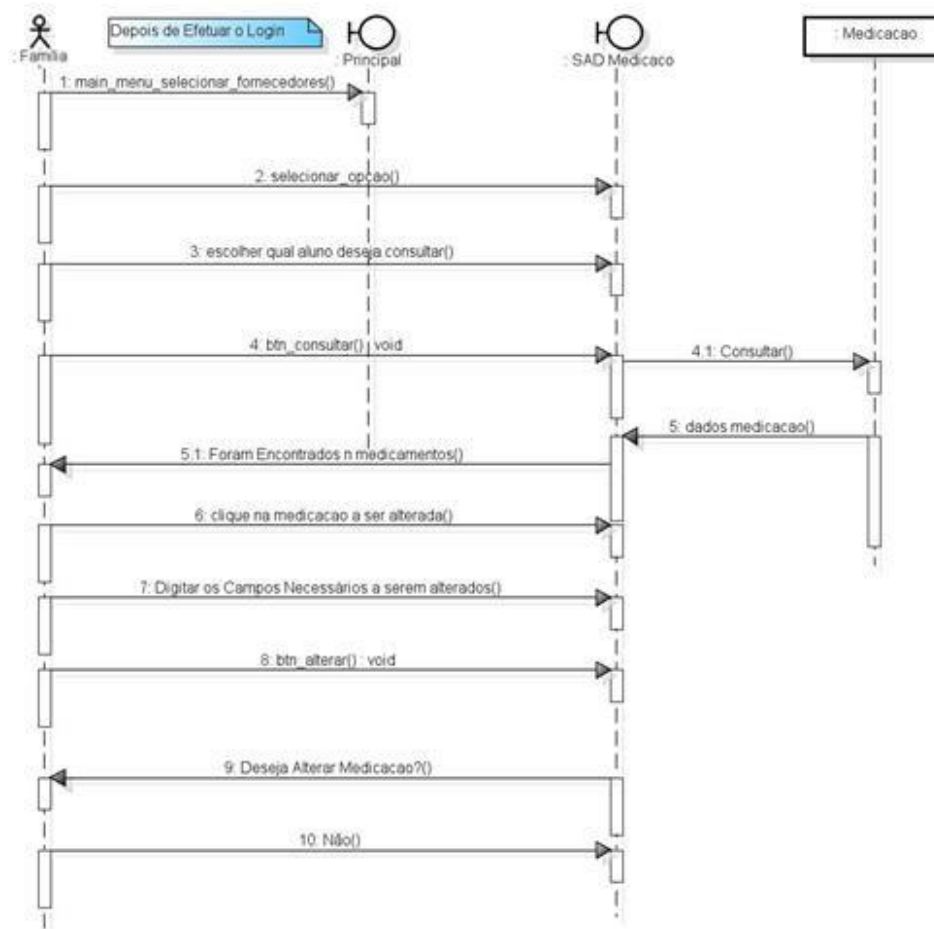 Depois de Efetuar o Login
: Familia
: Principal
: SAD Medicaco
: Medicacao
1: main_menu_selecionar_fornecedores()
2: selecionar_opcao()
3: escolher qual aluno deseja consultar()
4: btn_consultar() : void
4.1: Consultar()
5: dados medicacao()
5.1: Foram Encontrados n medicamentos()
6: clique na medicacao a ser alterada()
7: Digitar os Campos Necessários a serem alterados()
8: btn_alterar() : void
9: Deseja Alterar Medicacao?()
10: Não()